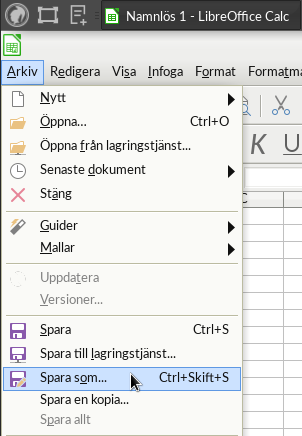 Namnlös 1 - LibreOffice Calc
Arkiv Redigera Visa Infoga Format Formatma
Nytt
Öppna... Ctrl+O
Öppna från lagringstjänst...
Senaste dokument
Stäng
Guider
Mallar
Uppdatera
Versioner...
Spara Ctrl+S
Spara till lagringstjänst...
Spara som... Ctrl+Skift+S
Spara en kopia...
Spara allt
K U
C